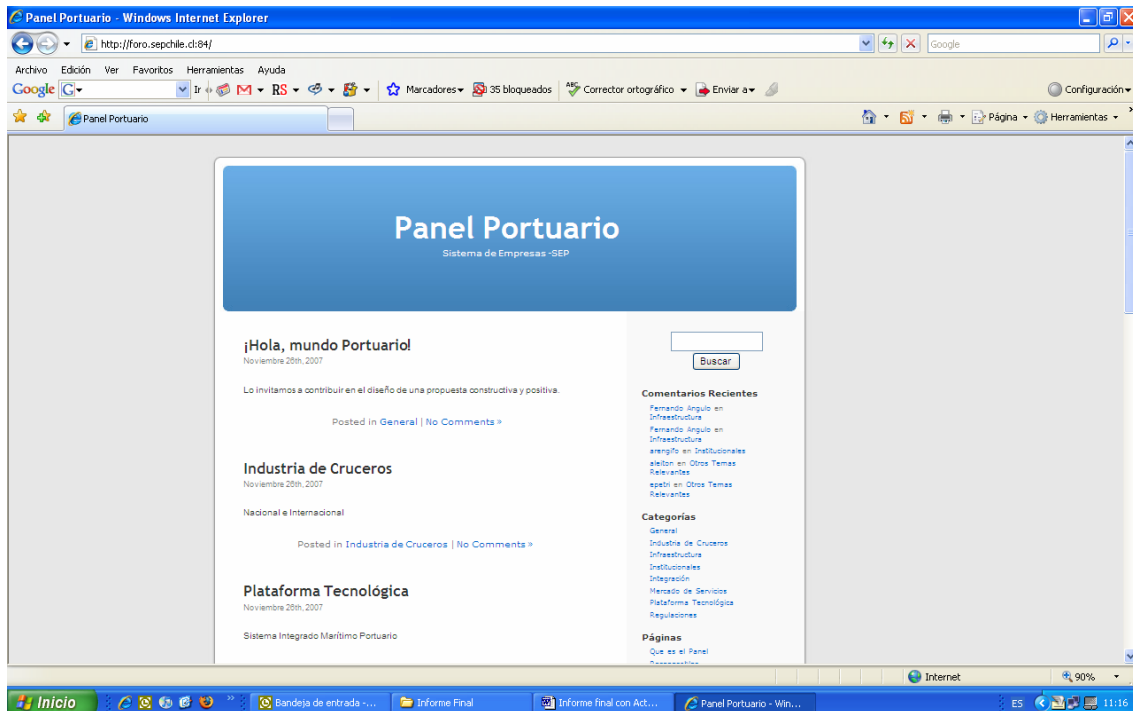 Panel Portuario - Windows Internet Explorer
http://foro.sepchile.cl:84/
Google
Archivo Edición Ver Favoritos Herramientas Ayuda
Google G Ir RS Marcadores 35 bloqueados ABC Corrector ortográfico Enviar a Configuración
Panel Portuario Página Herramientas
Panel Portuario
Sistema de Empresas -SEP
¡Hola, mundo Portuario!
Noviembre 26th, 2007
Lo invitamos a contribuir en el diseño de una propuesta constructiva y positiva.
Posted in General | No Comments »
Industria de Cruceros
Noviembre 26th, 2007
Nacional e Internacional
Posted in Industria de Cruceros | No Comments »
Plataforma Tecnológica
Noviembre 26th, 2007
Sistema Integrado Marítimo Portuario
Buscar
Comentarios Recientes
Fernando Angulo en
Infraestructura
Fernando Angulo en
Infraestructura
arengifo en Institucionales
aleiton en Otros Temas
Relevantes
epetri en Otros Temas
Relevantes
Categorías
General
Industria de Cruceros
Infraestructura
Institucionales
Integración
Mercado de Servicios
Plataforma Tecnológica
Regulaciones
Páginas
Que es el Panel
Internet 90%
Inicio Bandeja de entrada -... Informe Final Informe final con Act... Panel Portuario - Win... ES 11:16